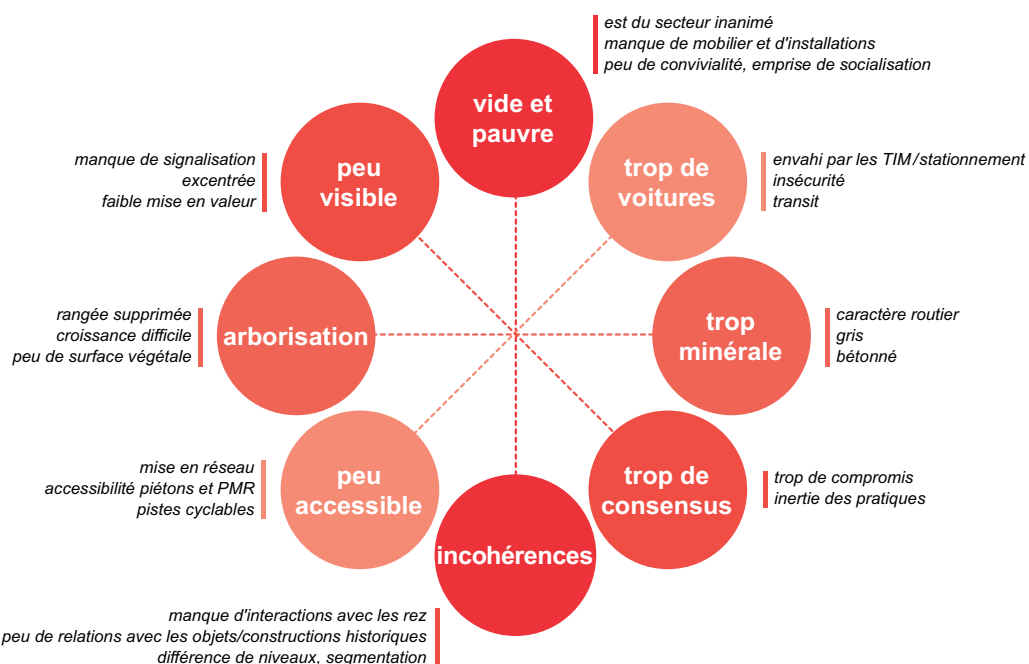 est du secteur inanimé
manque de mobilier et d'installations
peu de convivialité, emprise de socialisation
vide et
pauvre
trop de
voitures
envahi par les TIM/stationnement
insécurité
transit
trop
minérale
caractère routier
gris
bétonné
trop de
consensus
trop de compromis
inertie des pratiques
incohérences
manque d'interactions avec les rez
peu de relations avec les objets/constructions historiques
différence de niveaux, segmentation
peu
accessible
mise en réseau
accessibilité piétons et PMR
pistes cyclables
arborisation
rangée supprimée
croissance difficile
peu de surface végétale
peu
visible
manque de signalisation
excentrée
faible mise en valeur